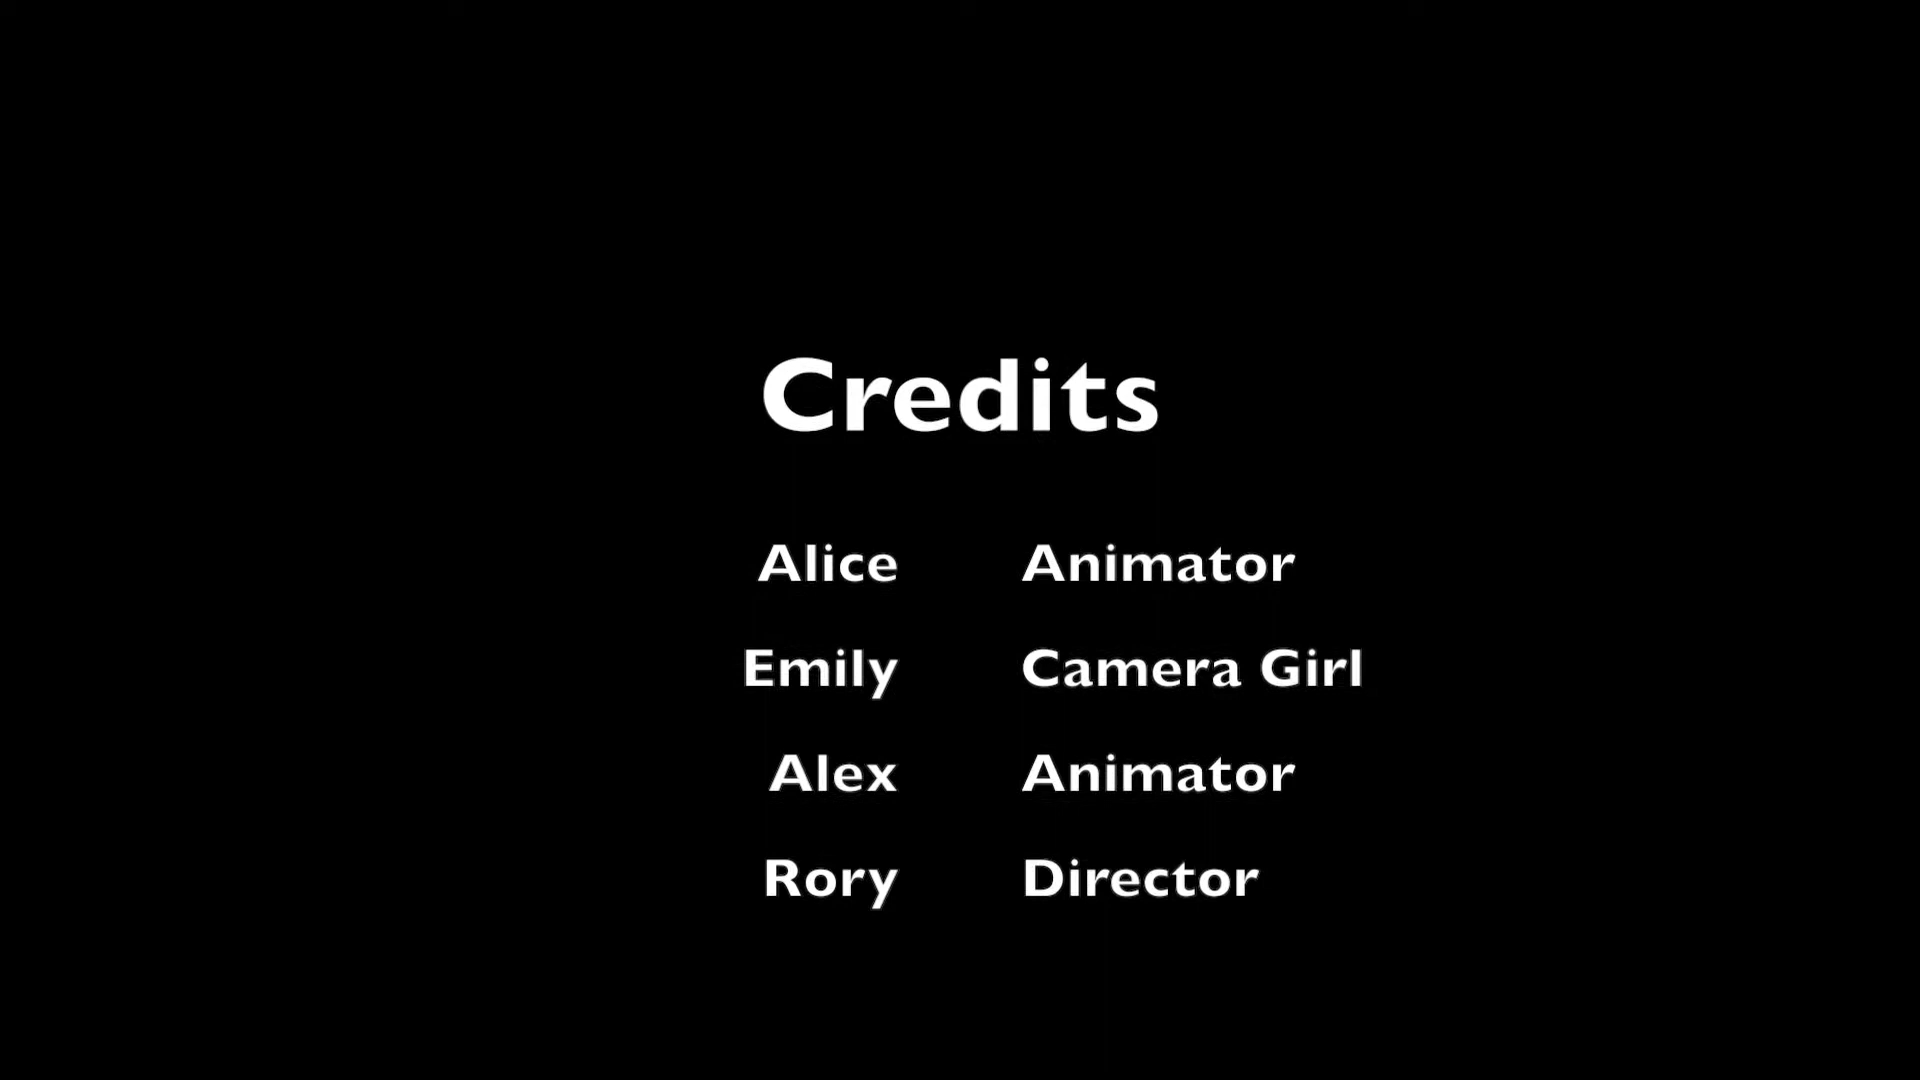 Credits
Alice Animator
Emily Camera Girl
Alex Animator
Rory Director